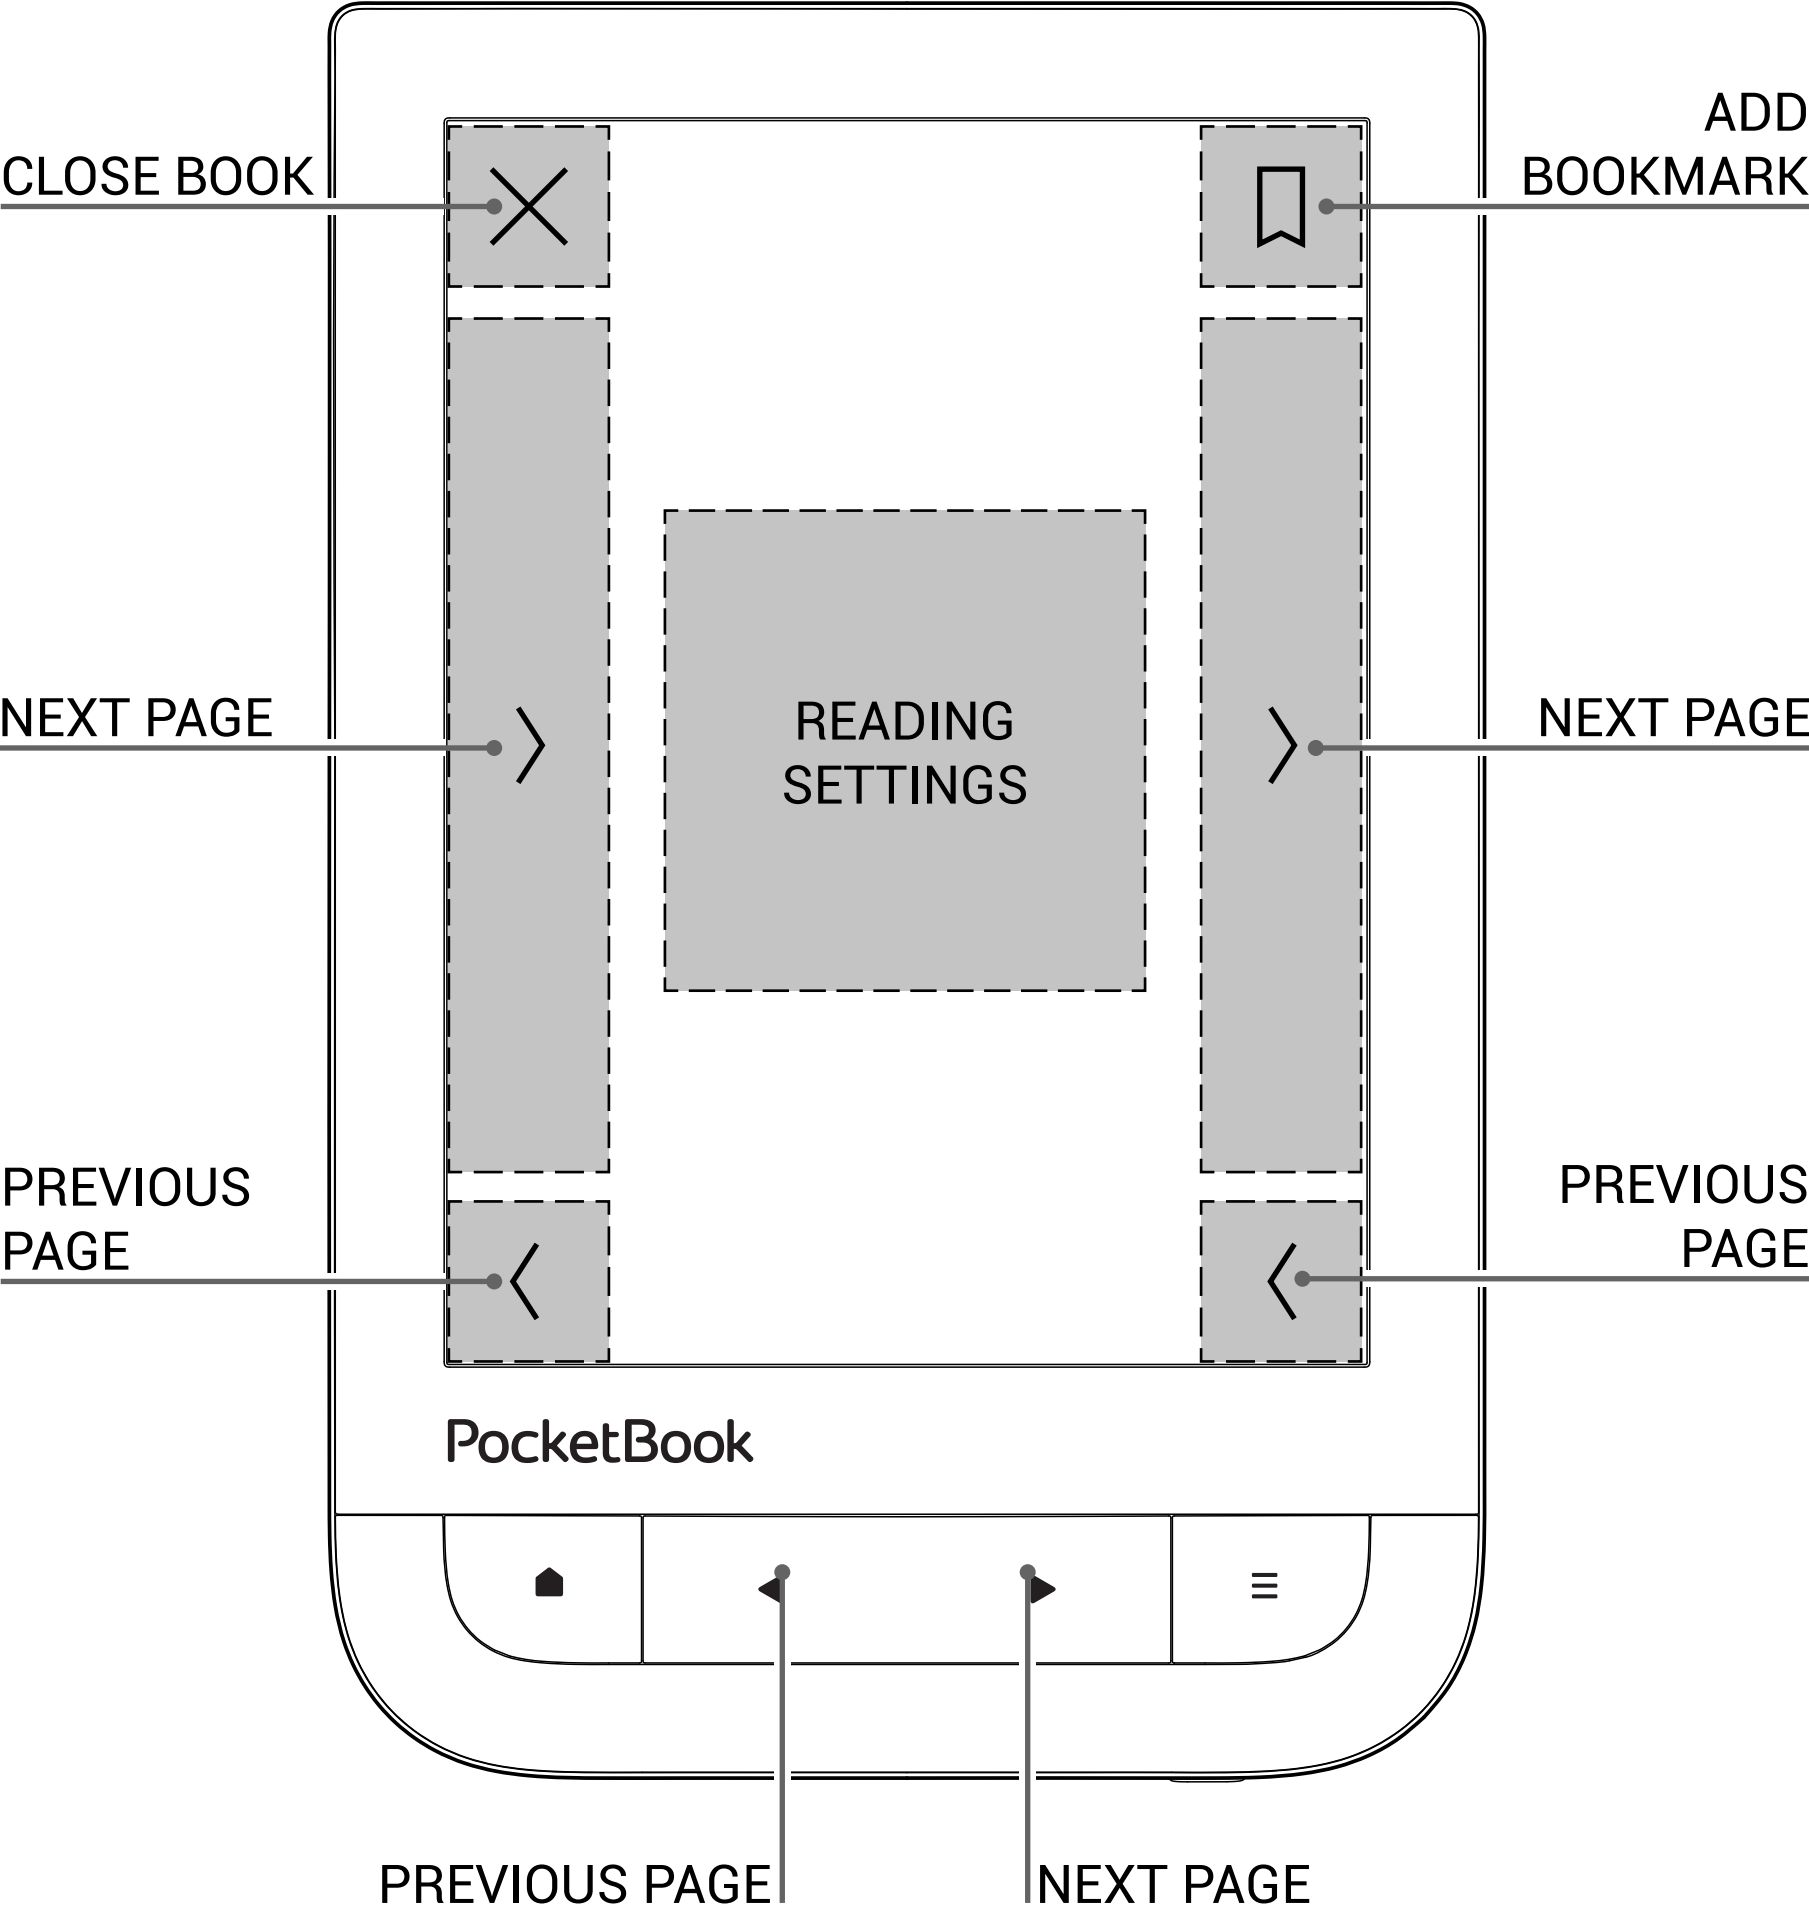 ADD
CLOSE BOOK
BOOKMARK
NEXT PAGE
READING
SETTINGS
NEXT PAGE
PREVIOUS
PAGE
PREVIOUS
PAGE
PocketBook
PREVIOUS PAGE
NEXT PAGE